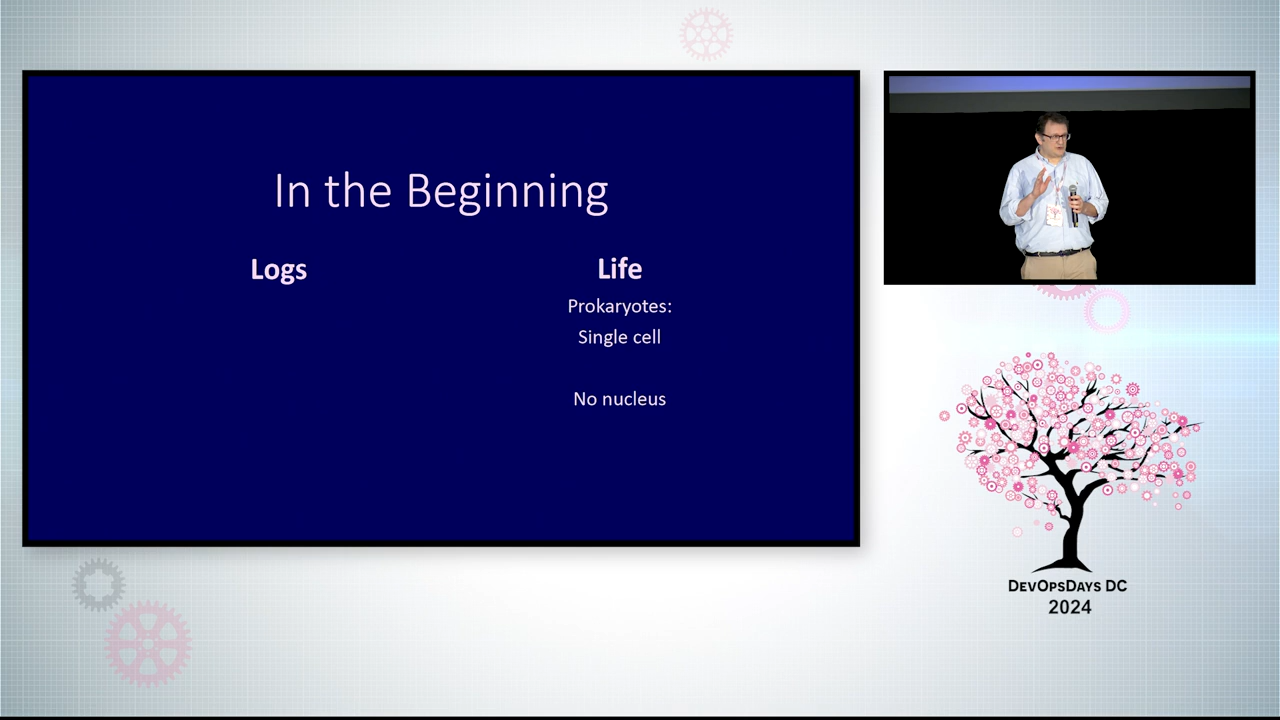 In the Beginning
Logs
Life
Prokaryotes:
Single cell
No nucleus
DevOpsDays DC
2024